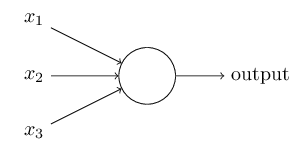 x₁
x₂ output
x₃